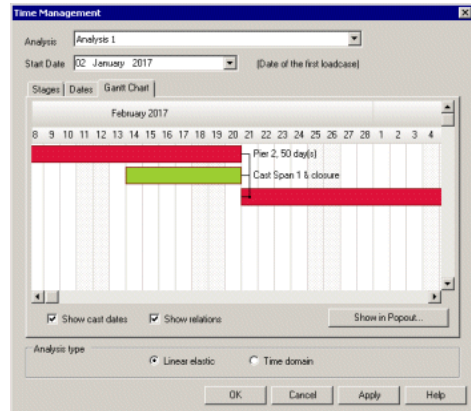 Time Management
Analysis Analysis 1
Start Date 02 January 2017 (Date of the first loadcase)
Stages Dates Gantt Chart
February 2017
8 9 10 11 12 13 14 15 16 17 18 19 20 21 22 23 24 25 26 27 28 1 2 3 4
Pier 2, 50 day(s)
Cast Span 1 & closure
Show cast dates Show relations Show in Popout...
Analysis type
Linear elastic Time domain
OK Cancel Apply Help